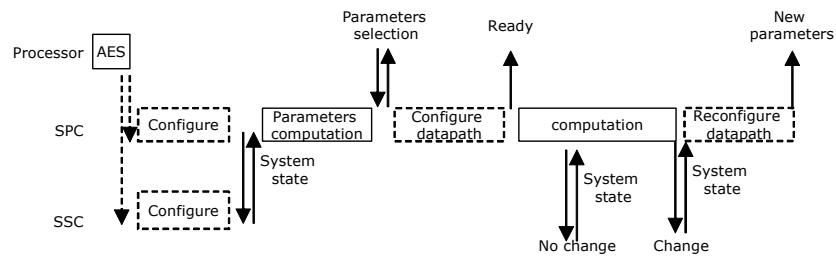 Parameters
selection
Ready
New
parameters
Processor
AES
SPC
Configure
Parameters
computation
Configure
datapath
computation
Reconfigure
datapath
System
state
System
state
System
state
SSC
Configure
No change
Change